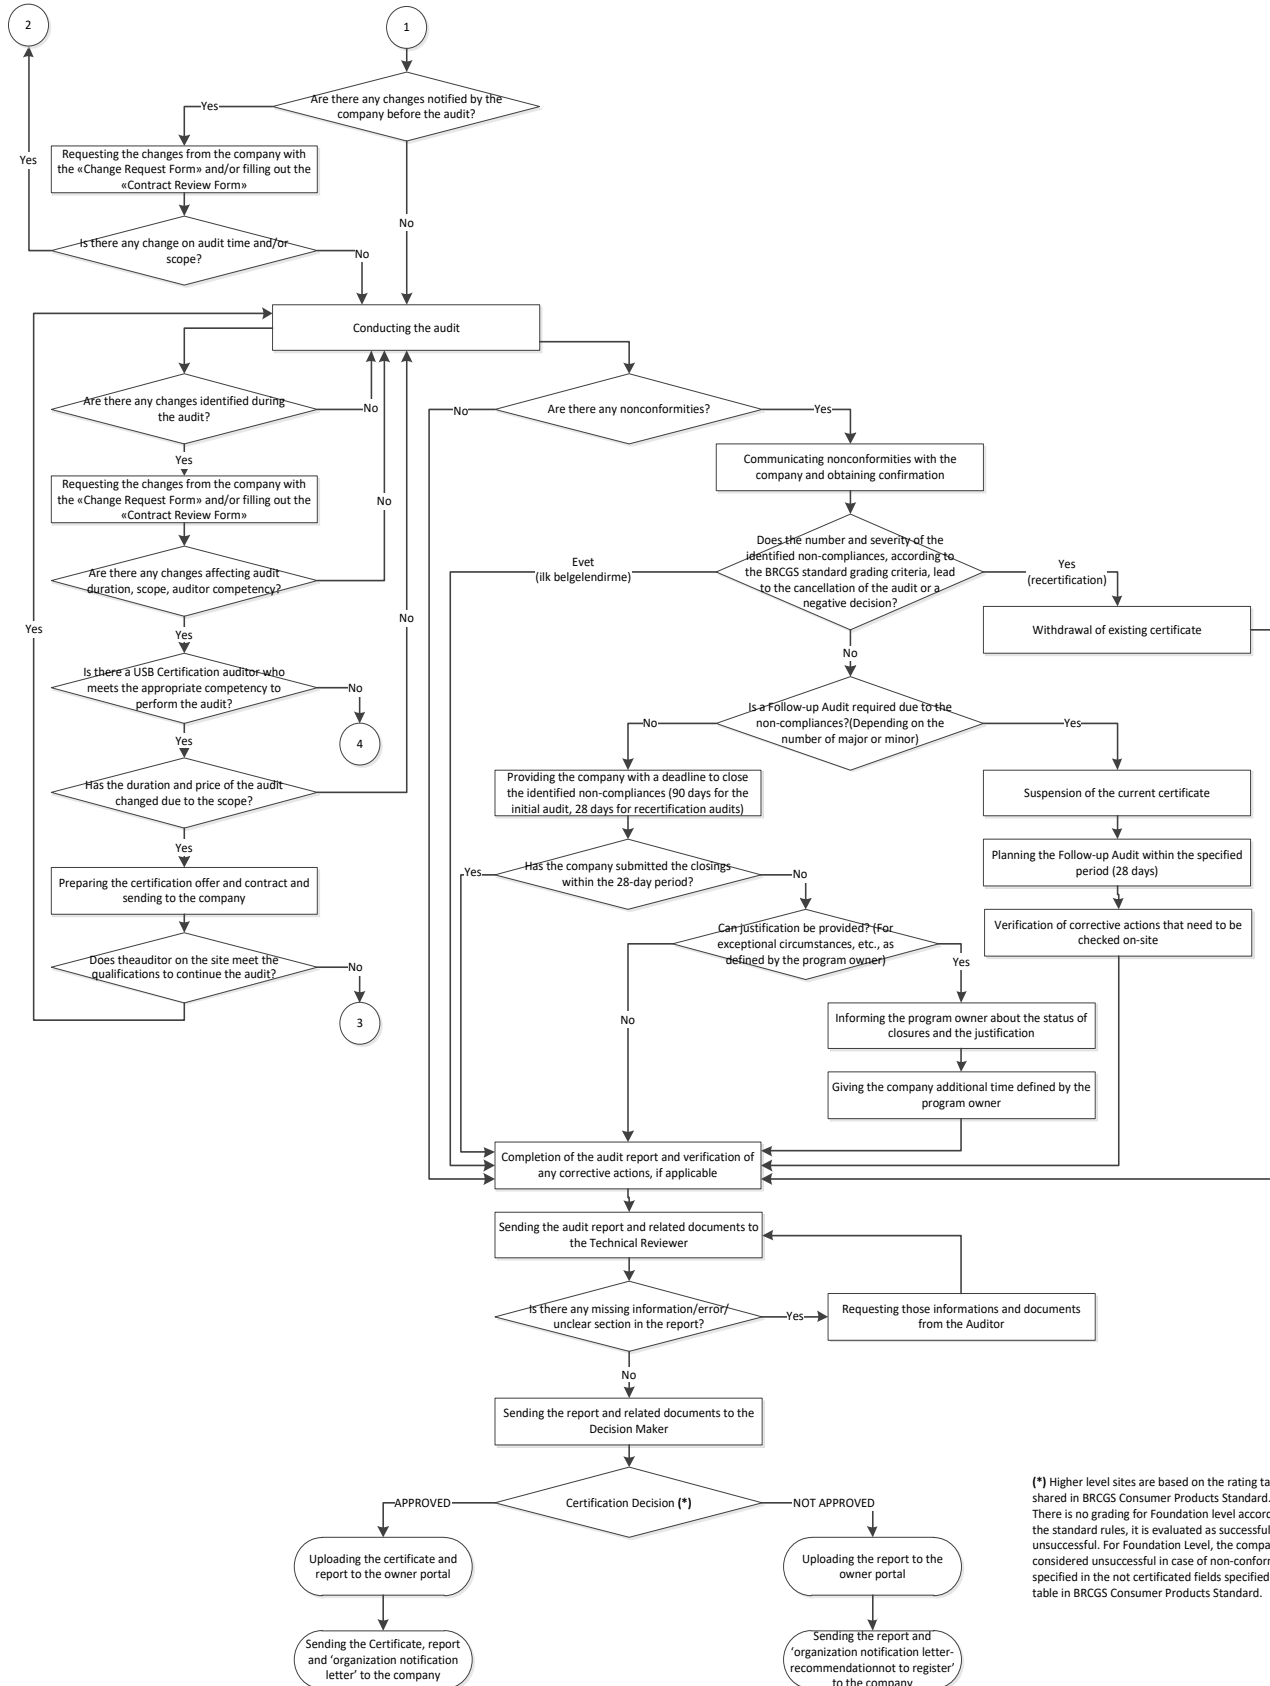 2
1
Are there any changes notified by the
company before the audit?
Yes
Requesting the changes from the company with
the «Change Request Form» and/or filling out the
«Contract Review Form»
Yes
No
Is there any change on audit time and/or
scope?
No
Conducting the audit
Are there any changes identified during
the audit?
No
Are there any nonconformities?
No
Yes
Yes
Communicating nonconformities with the
company and obtaining confirmation
Requesting the changes from the company with
the «Change Request Form» and/or filling out the
«Contract Review Form»
No
Does the number and severity of the
identified non-compliances, according to
the BRCGS standard grading criteria, lead
to the cancellation of the audit or a
negative decision?
Evet
(ilk belgelendirme)
Yes
(recertification)
Are there any changes affecting audit
duration, scope, auditor competency?
No
Yes
Yes
Withdrawal of existing certificate
No
Is there a USB Certification auditor who
meets the appropriate competency to
perform the audit?
No
4
Is a Follow-up Audit required due to the
non-compliances?(Depending on the
number of major or minor)
No
Yes
Yes
Has the duration and price of the audit
changed due to the scope?
Providing the company with a deadline to close
the identified non-compliances (90 days for the
initial audit, 28 days for recertification audits)
Suspension of the current certificate
Yes
Planning the Follow-up Audit within the specified
period (28 days)
Has the company submitted the closings
within the 28-day period?
Yes
No
Preparing the certification offer and contract and
sending to the company
Verification of corrective actions that need to be
checked on-site
Can justification be provided? (For
exceptional circumstances, etc., as
defined by the program owner)
Yes
No
Does theauditor on the site meet the
qualifications to continue the audit?
No
3
Informing the program owner about the status of
closures and the justification
Giving the company additional time defined by the
program owner
Completion of the audit report and verification of
any corrective actions, if applicable
Sending the audit report and related documents to
the Technical Reviewer
Is there any missing information/error/
unclear section in the report?
Yes
Requesting those informations and documents
from the Auditor
No
Sending the report and related documents to the
Decision Maker
Certification Decision (*)
APPROVED
NOT APPROVED
(*) Higher level sites are based on the rating ta
shared in BRCGS Consumer Products Standard.
There is no grading for Foundation level accor
the standard rules, it is evaluated as successful
unsuccessful. For Foundation Level, the compa
considered unsuccessful in case of non-confor
specified in the not certificated fields specified
table in BRCGS Consumer Products Standard.
Uploading the certificate and
report to the owner portal
Uploading the report to the
owner portal
Sending the Certificate, report
and ‘organization notification
letter’ to the company
Sending the report and
‘organization notification letter-
recommendationnot to register’
to the company